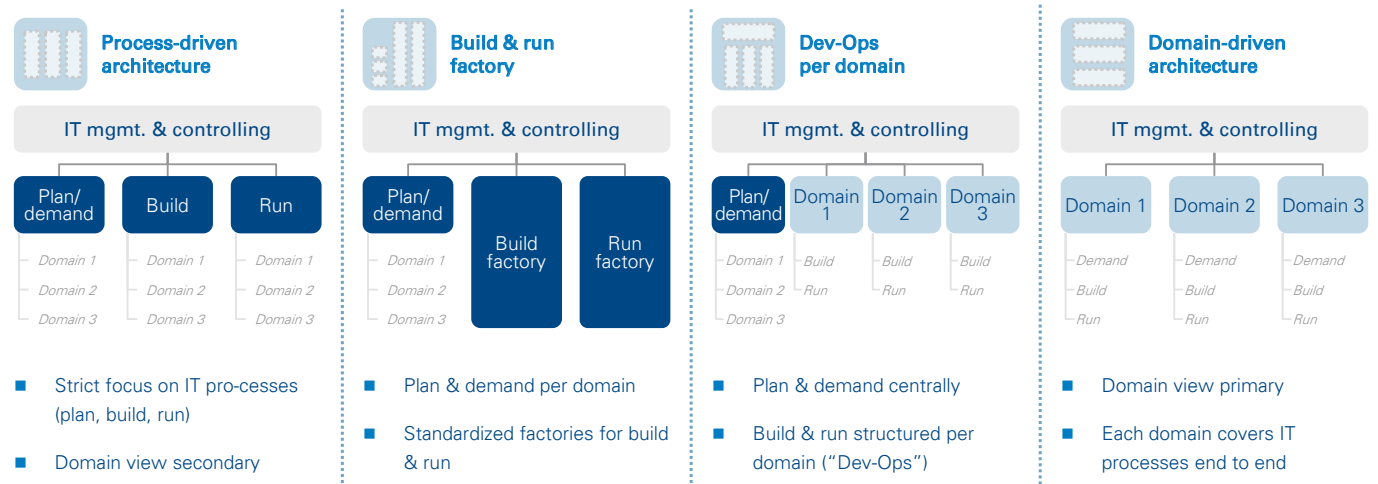 Process-driven
architecture
IT mgmt. & controlling
Plan/
demand
Build
Run
Domain 1
Domain 2
Domain 3
Domain 1
Domain 2
Domain 3
Domain 1
Domain 2
Domain 3
Strict focus on IT pro-cesses
(plan, build, run)
Domain view secondary
Build & run
factory
IT mgmt. & controlling
Plan/
demand
Build
factory
Run
factory
Domain 1
Domain 2
Domain 3
Plan & demand per domain
Standardized factories for build
& run
Dev-Ops
per domain
IT mgmt. & controlling
Plan/
demand
Domain
1
Domain
2
Domain
3
Domain 1
Domain 2
Domain 3
Build
Run
Build
Run
Build
Run
Plan & demand centrally
Build & run structured per
domain (“Dev-Ops”)
Domain-driven
architecture
IT mgmt. & controlling
Domain 1
Domain 2
Domain 3
Demand
Build
Run
Demand
Build
Run
Demand
Build
Run
Domain view primary
Each domain covers IT
processes end to end